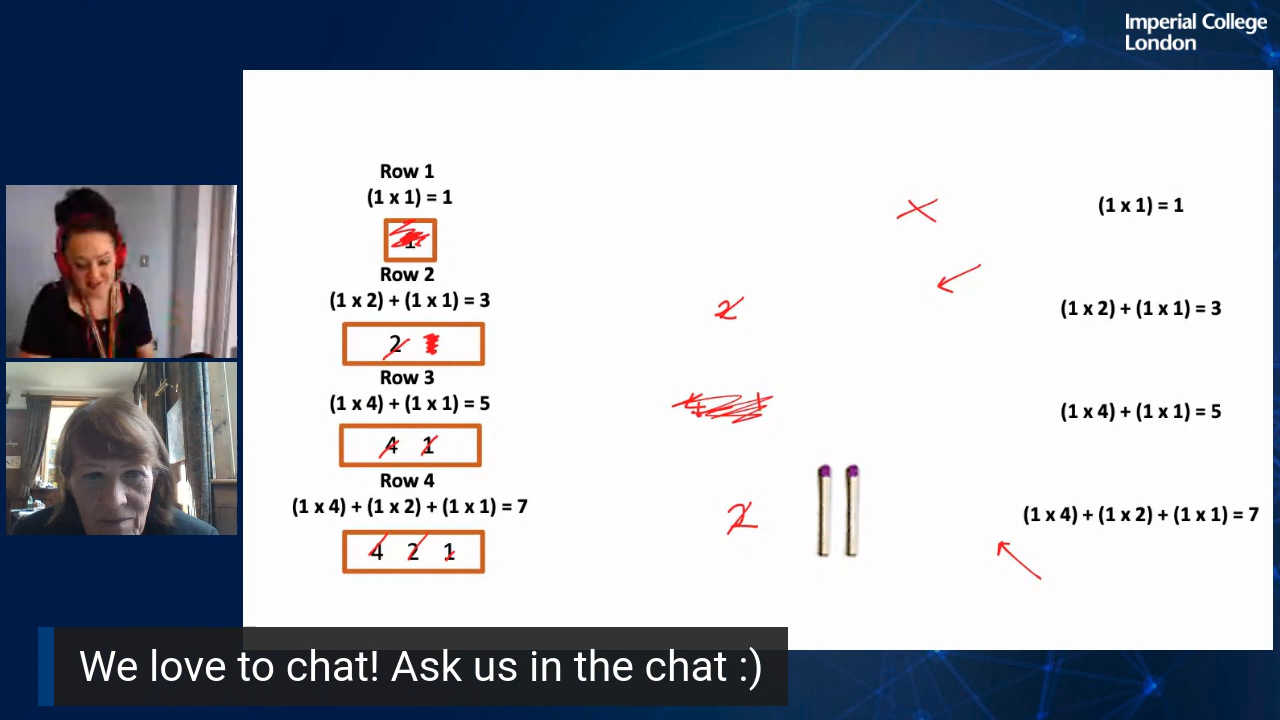 Imperial College
London
Row 1
(1 x 1) = 1
1
Row 2
(1 x 2) + (1 x 1) = 3
2
Row 3
(1 x 4) + (1 x 1) = 5
4 1
Row 4
(1 x 4) + (1 x 2) + (1 x 1) = 7
4 2 1
2
2
(1 x 1) = 1
(1 x 2) + (1 x 1) = 3
(1 x 4) + (1 x 1) = 5
(1 x 4) + (1 x 2) + (1 x 1) = 7
We love to chat! Ask us in the chat :)